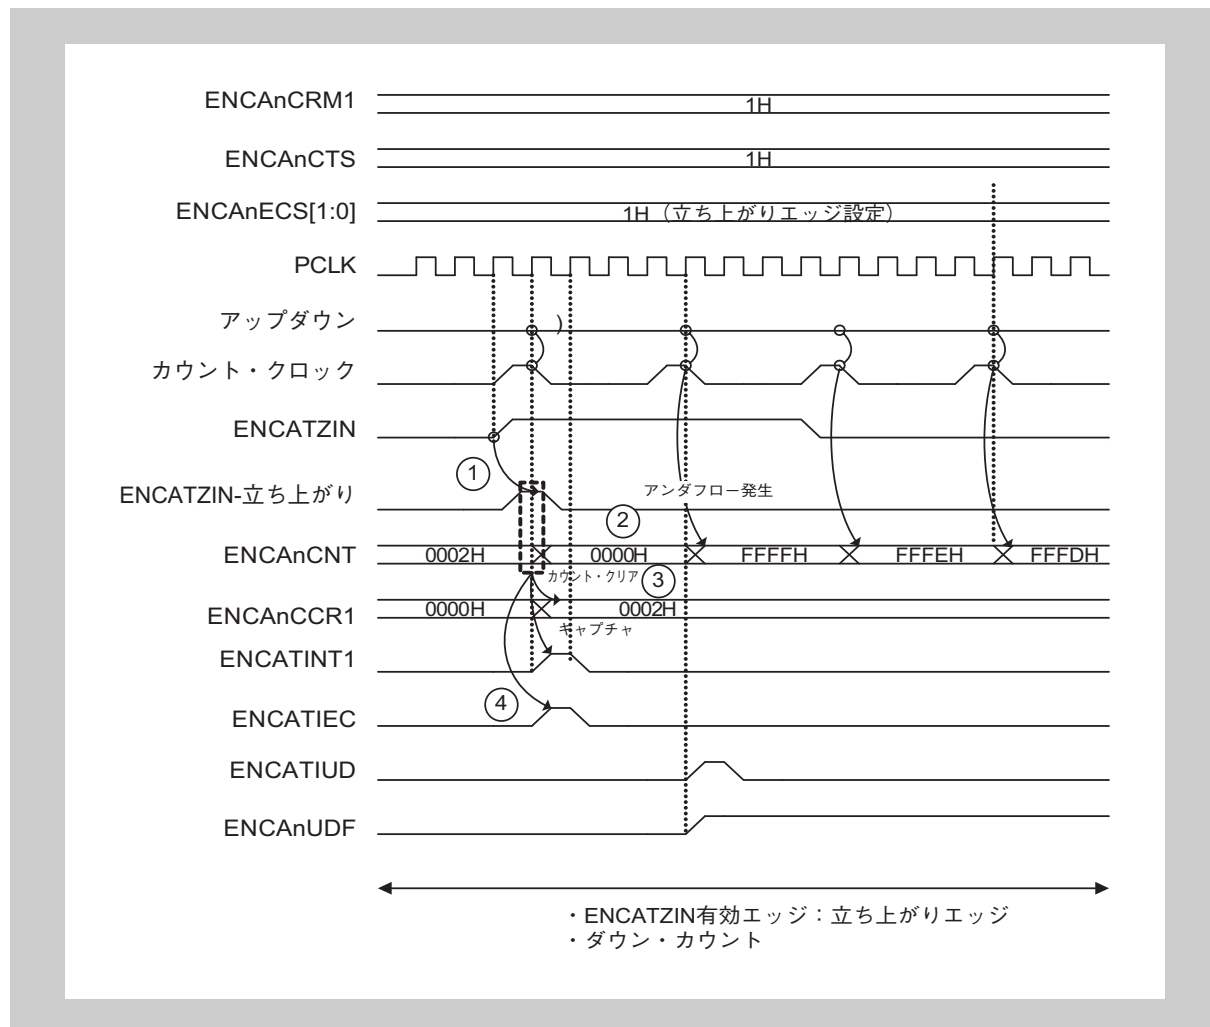 ENCAnCRM1
1H
ENCAnCTS
1H
ENCAnECS[1:0]
1H（立ち上がりエッジ設定）
PCLK
アップダウン
)
カウント・クロック
ENCATZIN
①
ENCATZIN-立ち上がり
アンダフロー発生
②
ENCAnCNT
0002H
0000H
FFFFH
FFFEH
FFFDH
カウント・クリア
③
ENCAnCCR1
0000H
0002H
キャプチャ
ENCATINT1
④
ENCATIEC
ENCATIUD
ENCAnUDF
・ENCATZIN有効エッジ：立ち上がりエッジ
・ダウン・カウント